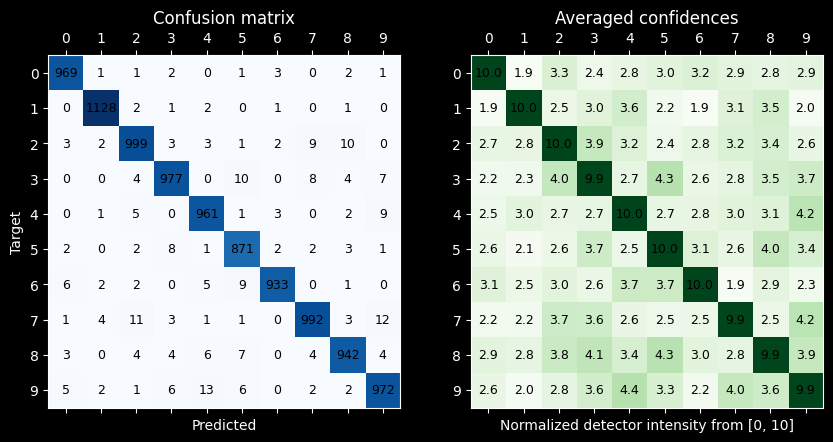 Confusion matrix
0 1 2 3 4 5 6 7 8 9
0 969 1 1 2 0 1 3 0 2 1
1 0 1128 2 1 2 0 1 0 1 0
2 3 2 999 3 3 1 2 9 10 0
3 0 0 4 977 0 10 0 8 4 7
4 0 1 5 0 961 1 3 0 2 9
5 2 0 2 8 1 871 2 2 3 1
6 6 2 2 0 5 9 933 0 1 0
7 1 4 11 3 1 1 0 992 3 12
8 3 0 4 4 6 7 0 4 942 4
9 5 2 1 6 13 6 0 2 2 972
Target
Predicted
Averaged confidences
0 1 2 3 4 5 6 7 8 9
0 10.0 1.9 3.3 2.4 2.8 3.0 3.2 2.9 2.8 2.9
1 1.9 10.0 2.5 3.0 3.6 2.2 1.9 3.1 3.5 2.0
2 2.7 2.8 10.0 3.9 3.2 2.4 2.8 3.2 3.4 2.6
3 2.2 2.3 4.0 9.9 2.7 4.3 2.6 2.8 3.5 3.7
4 2.5 3.0 2.7 2.7 10.0 2.7 2.8 3.0 3.1 4.2
5 2.6 2.1 2.6 3.7 2.5 10.0 3.1 2.6 4.0 3.4
6 3.1 2.5 3.0 2.6 3.7 3.7 10.0 1.9 2.9 2.3
7 2.2 2.2 3.7 3.6 2.6 2.5 2.5 9.9 2.5 4.2
8 2.9 2.8 3.8 4.1 3.4 4.3 3.0 2.8 9.9 3.9
9 2.6 2.0 2.8 3.6 4.4 3.3 2.2 4.0 3.6 9.9
Normalized detector intensity from [0, 10]